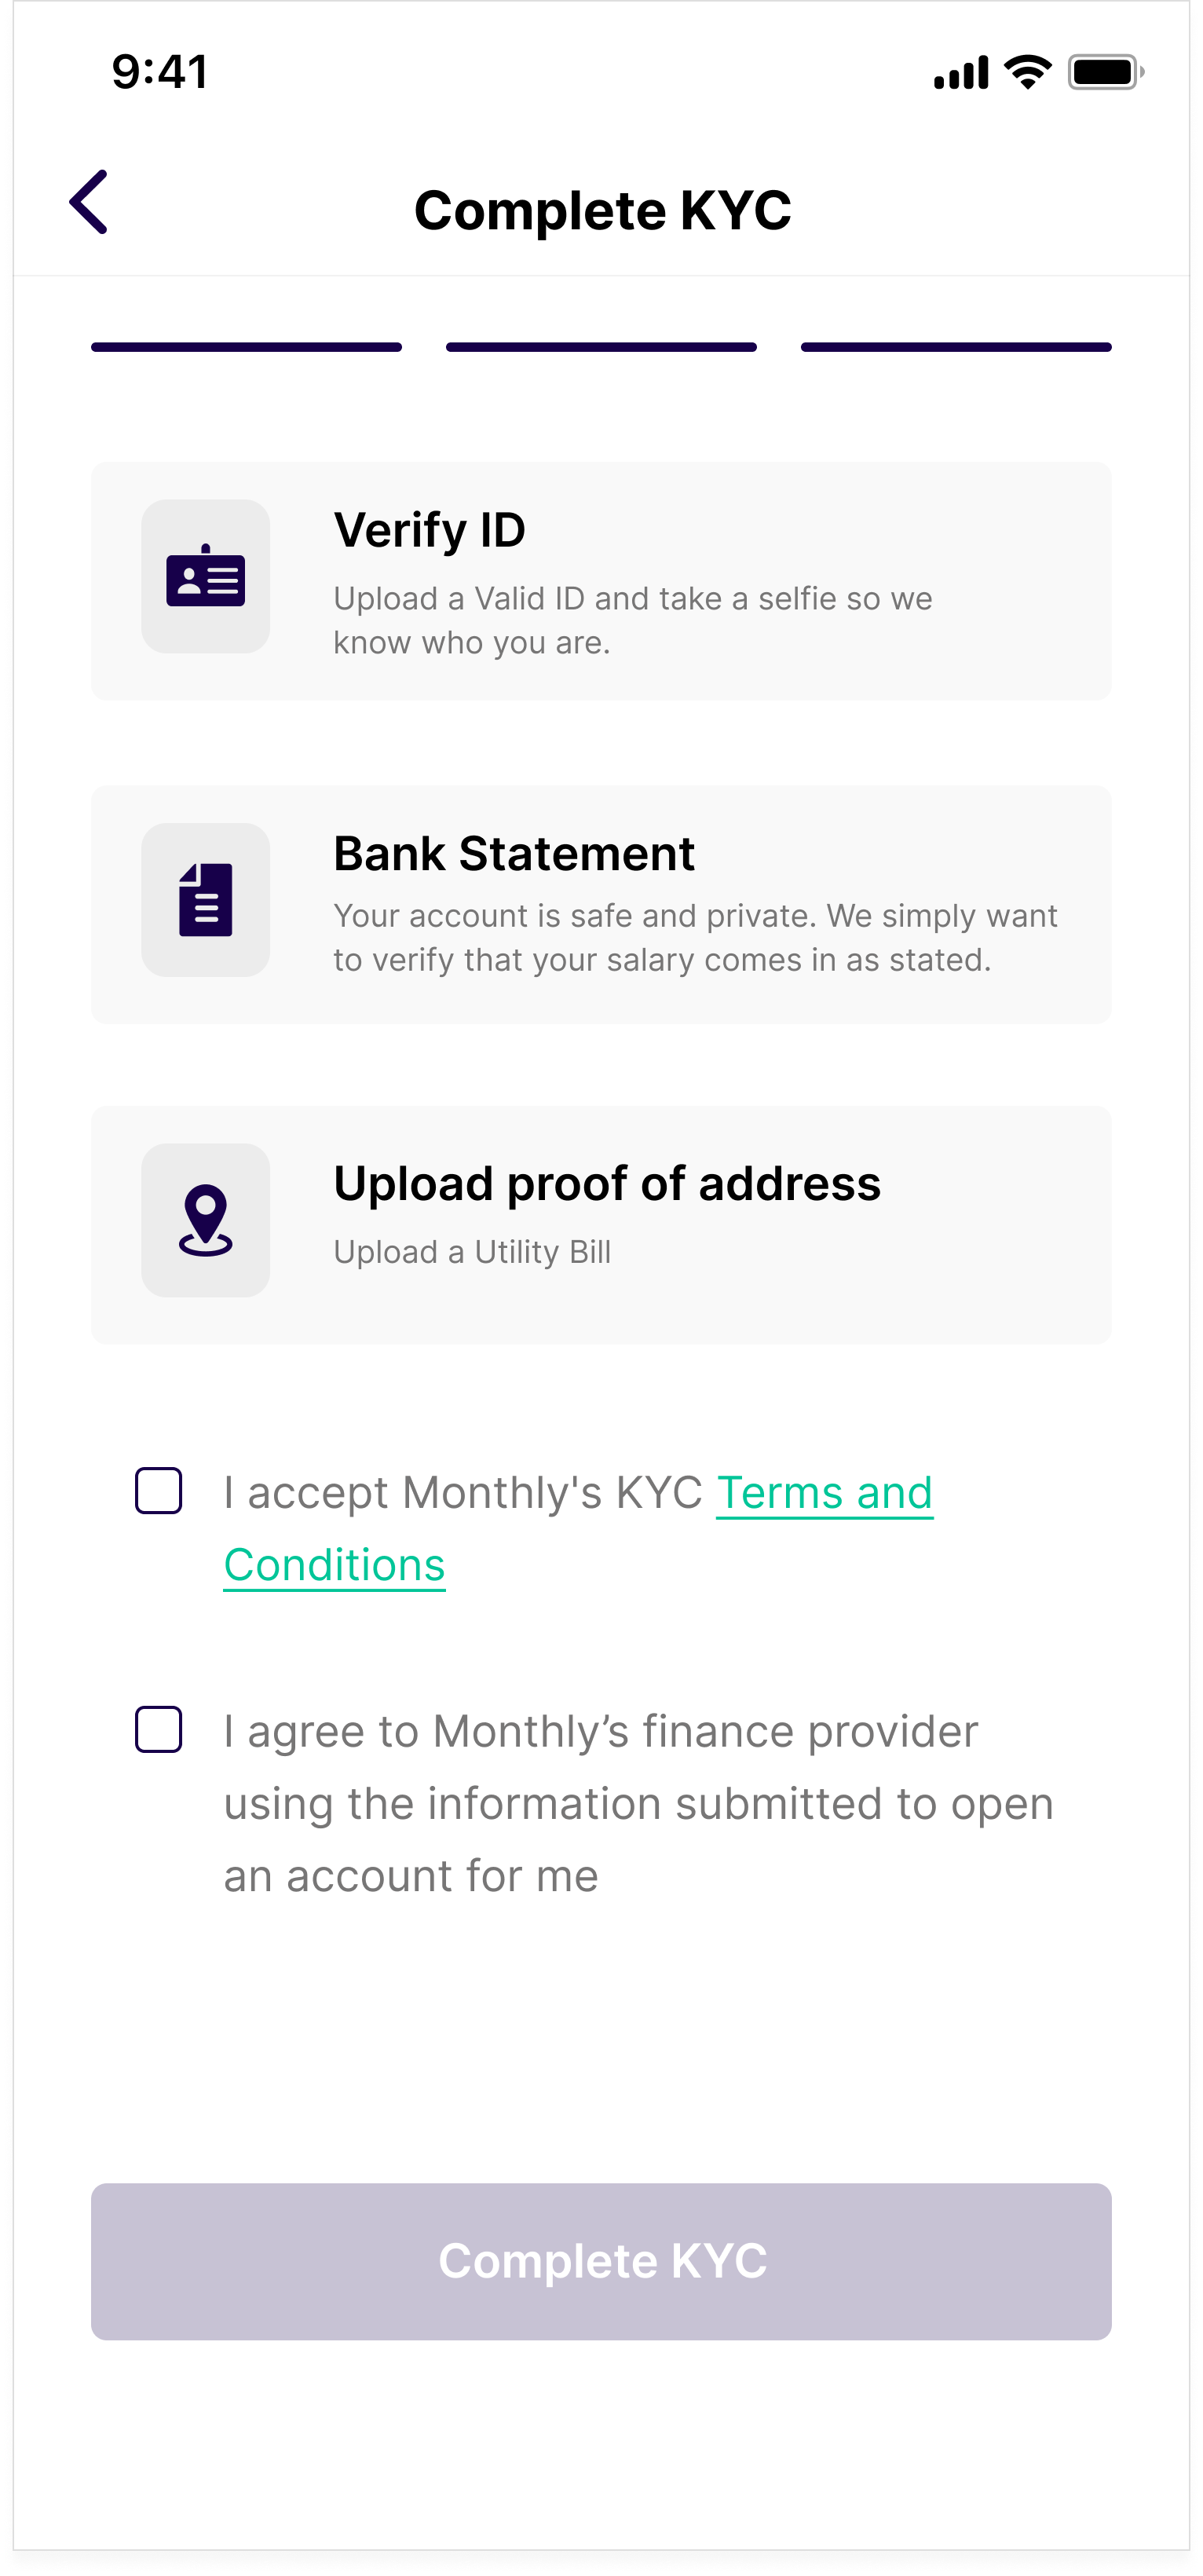 9:41
Complete KYC
Verify ID
Upload a Valid ID and take a selfie so we
know who you are.
Bank Statement
Your account is safe and private. We simply want
to verify that your salary comes in as stated.
Upload proof of address
Upload a Utility Bill
I accept Monthly's KYC Terms and
Conditions
I agree to Monthly’s finance provider
using the information submitted to open
an account for me
Complete KYC